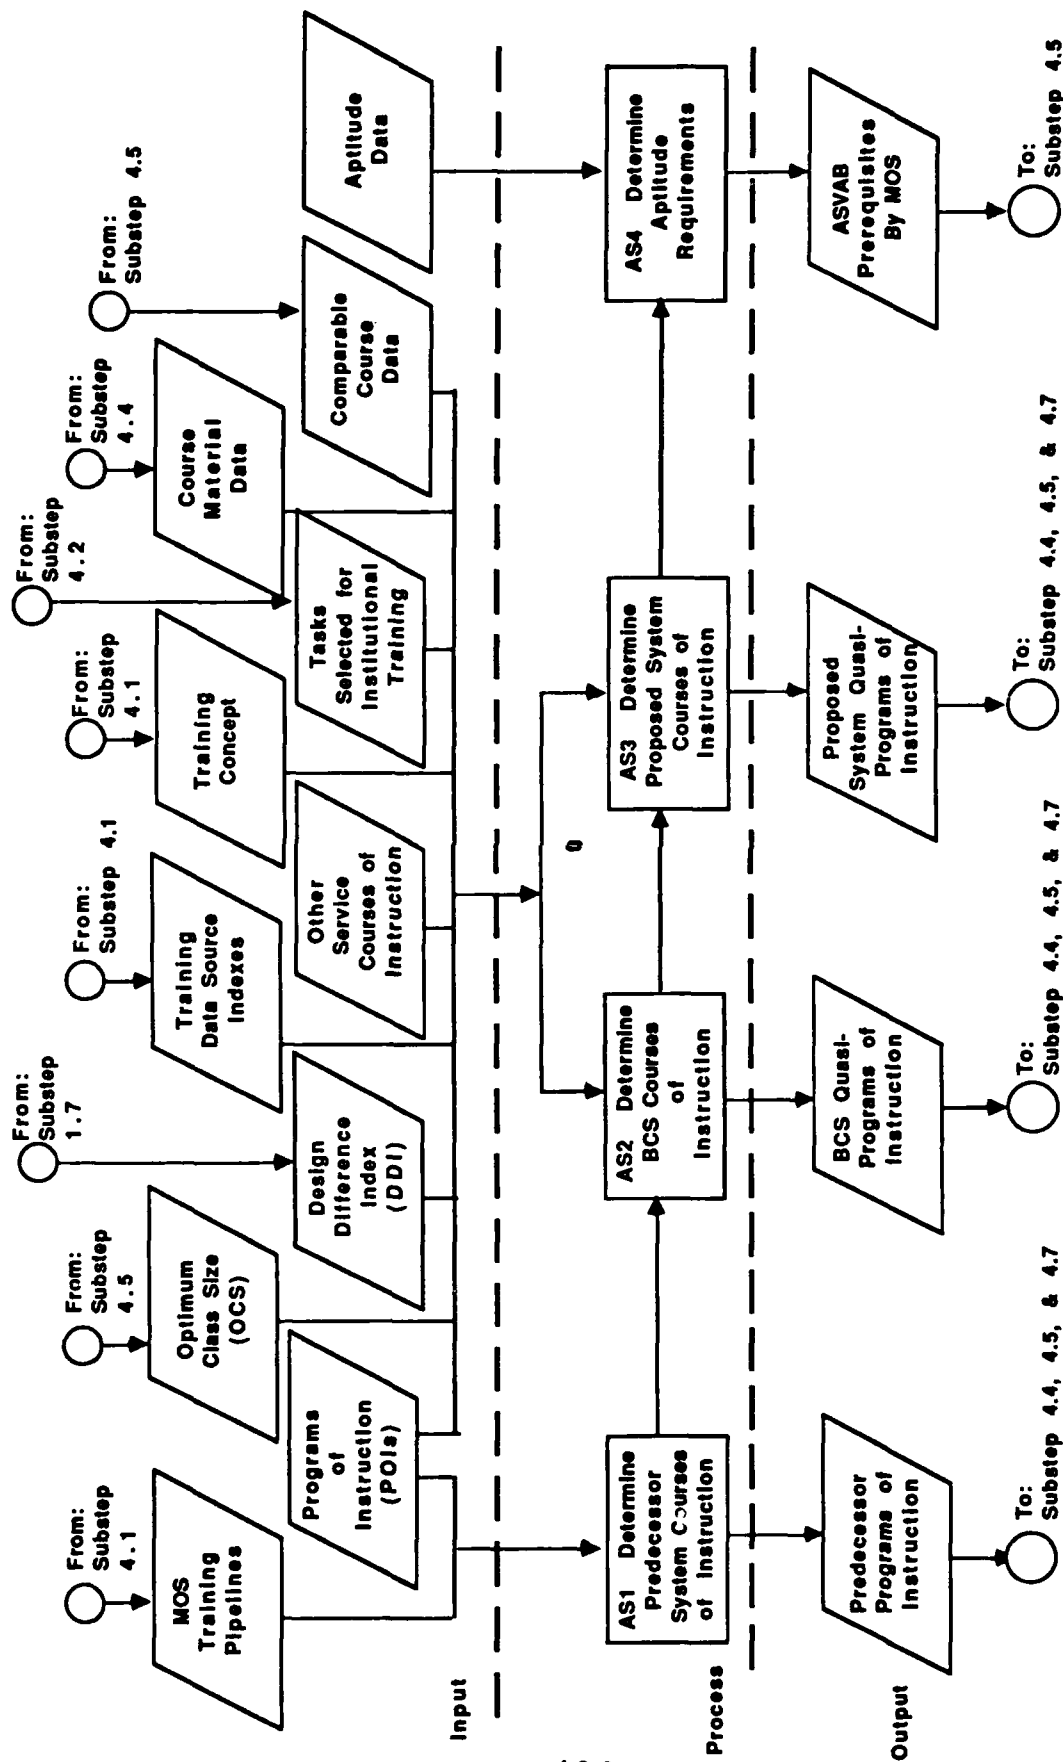 From:
Substep
4.1
MOS
Training
Pipelines
From:
Substep
4.5
Optimum
Class Size
(OCS)
Programs
of
Instruction
(POIs)
From:
Substep
1.7
Design
Difference
Index
(DDI)
From:
Substep 4.1
Training
Data Source
Indexes
Other
Service
Courses of
Instruction
From:
Substep
4.1
Training
Concept
From:
Substep
4.2
Tasks
Selected for
Institutional
Training
From:
Substep
4.4
Course
Material
Data
From:
Substep 4.5
Comparable
Course
Data
Aptitude
Data
Input
AS1 Determine
Predecessor
System Courses
of Instruction
AS2 Determine
BCS Courses
of
Instruction
AS3 Determine
Proposed System
Courses of
Instruction
AS4 Determine
Aptitude
Requirements
Process
Predecessor
Programs of
Instruction
BCS Quasi-
Programs of
Instruction
Proposed
System Quasi-
Programs of
Instruction
ASVAB
Prerequisites
By MOS
Output
To:
Substep 4.4, 4.5, & 4.7
To:
Substep 4.4, 4.5, & 4.7
To:
Substep 4.4, 4.5, & 4.7
To:
Substep 4.5